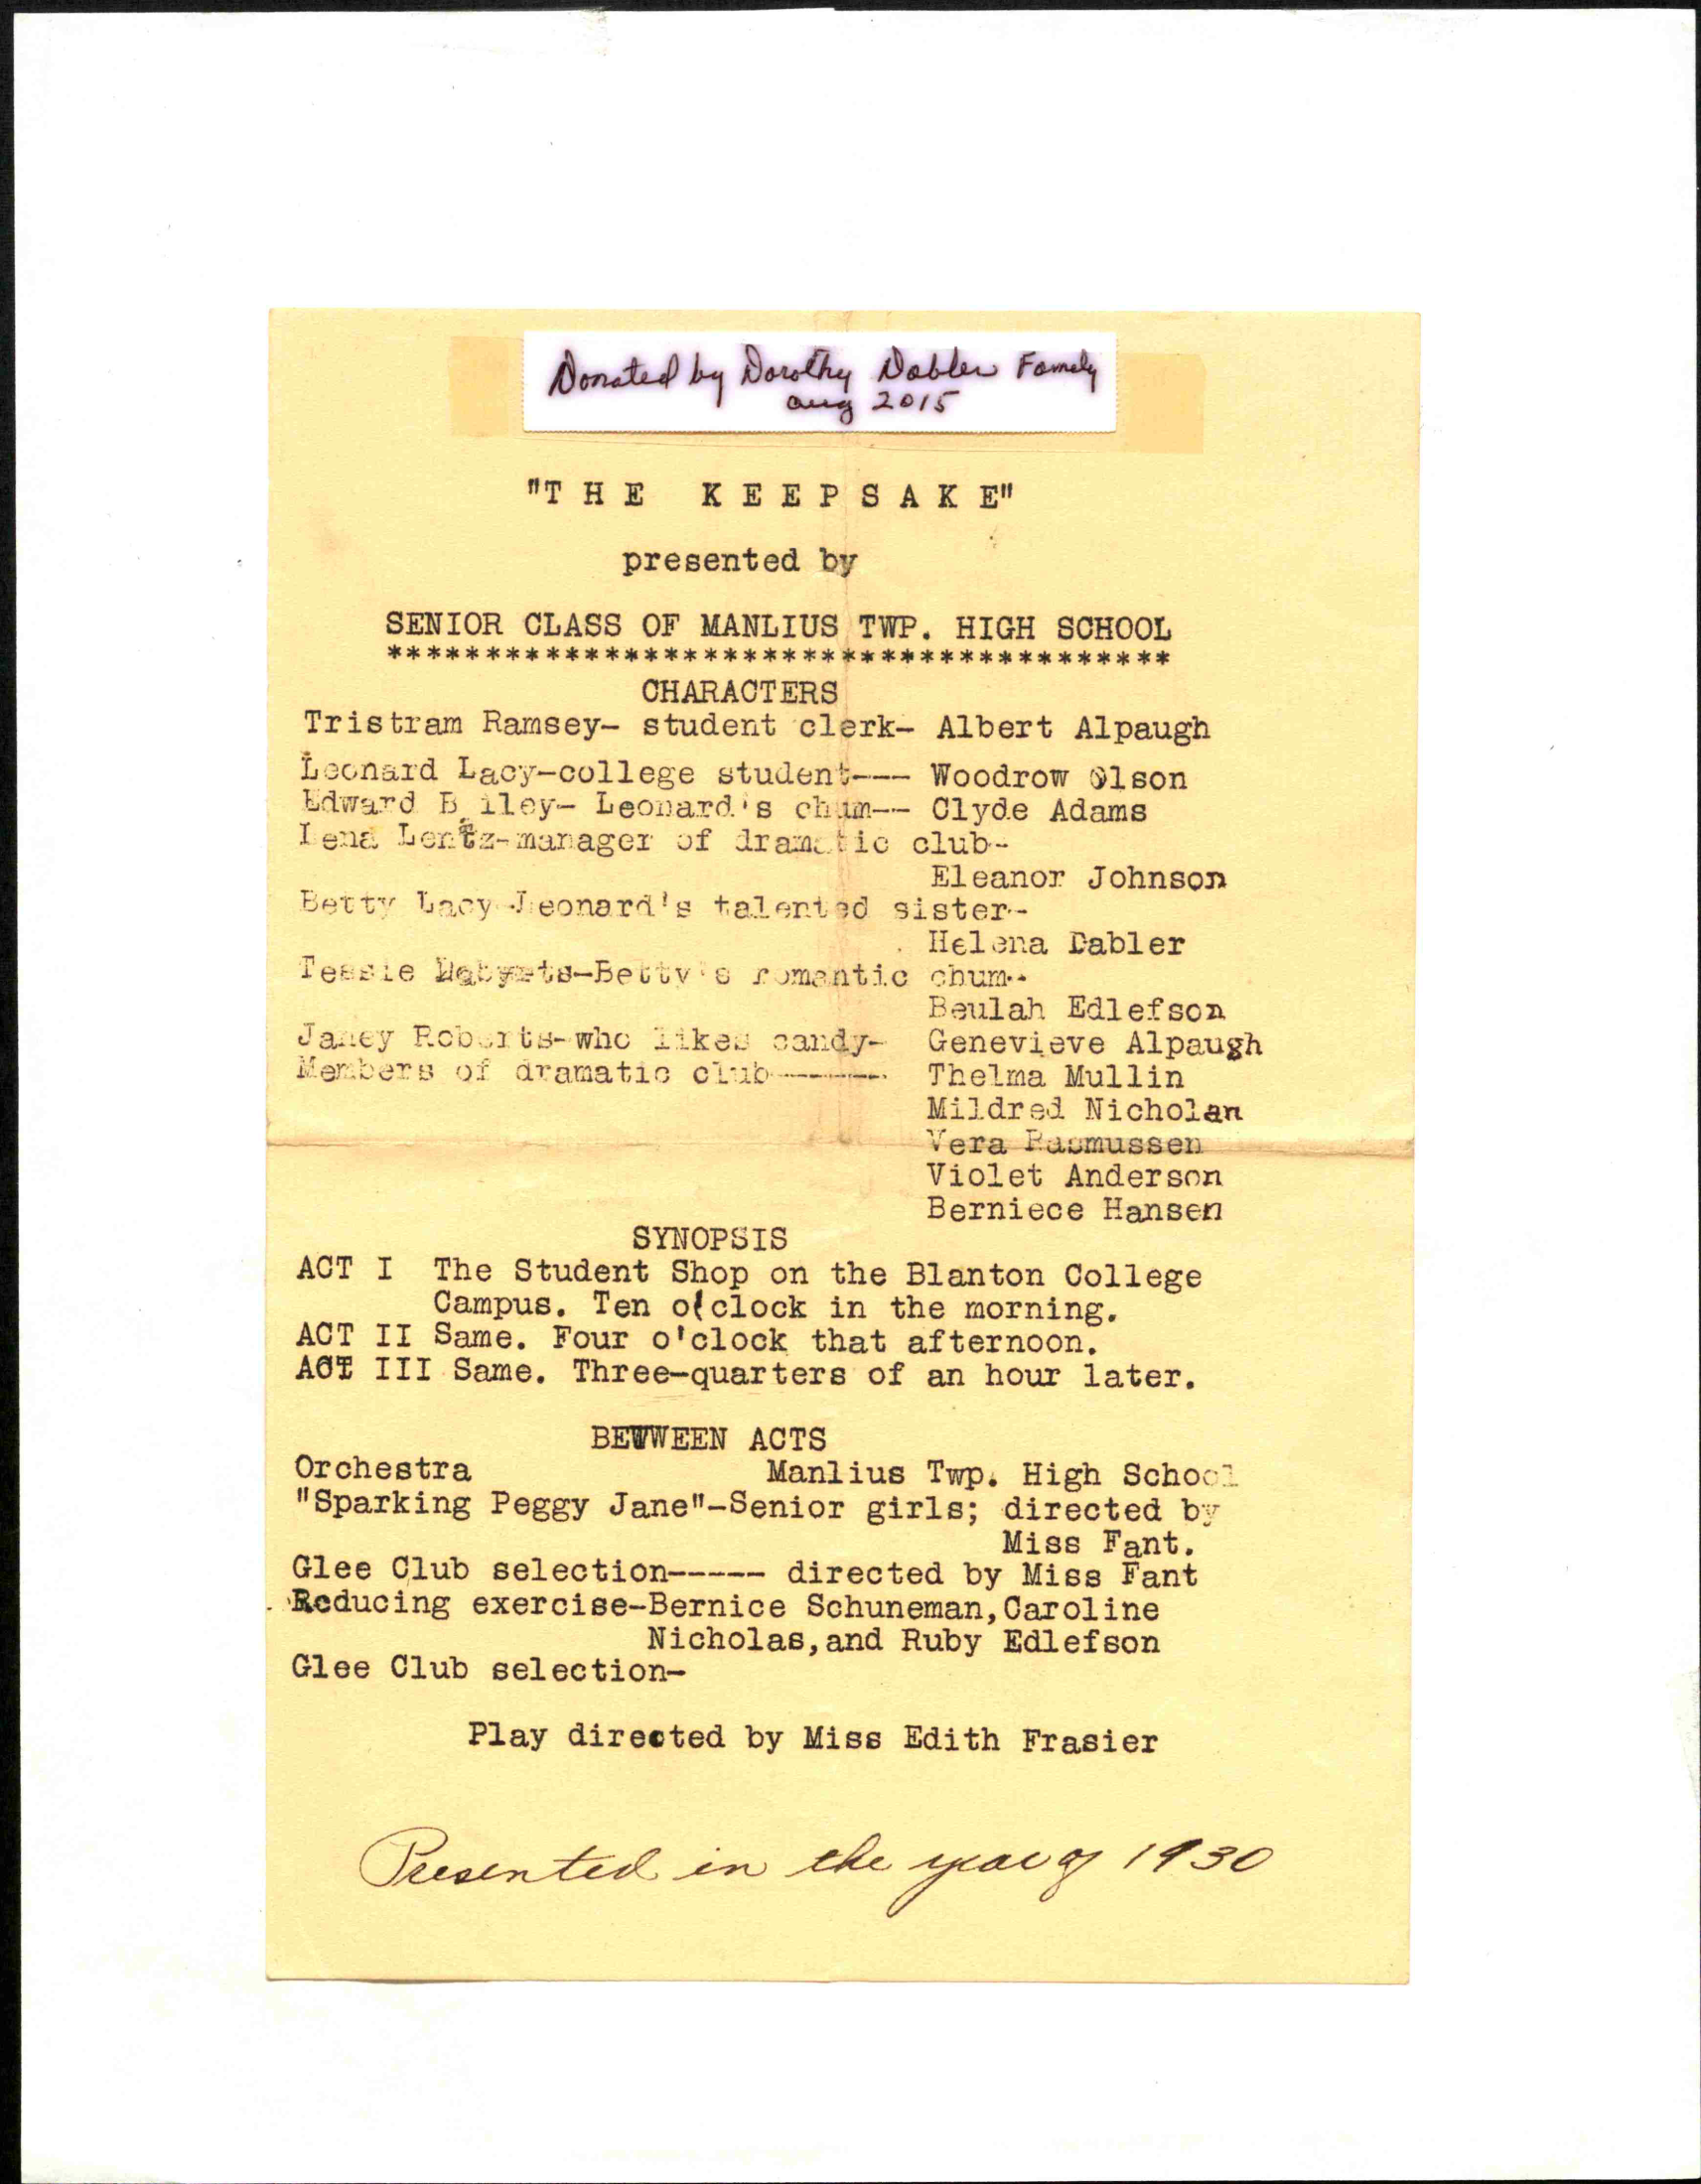 Donated by Dorothy Dabler Family
Aug 2015
"T H E K E E P S A K E"
presented by
SENIOR CLASS OF MANLIUS TWP. HIGH SCHOOL
****************************************
CHARACTERS
Tristram Ramsey- student clerk- Albert Alpaugh
Leonard Lacy-college student--- Woodrow Olson
Edward B iley- Leonard's chum-- Clyde Adams
Lena Lentz-manager of dramatic club-
Eleanor Johnson
Betty Lacy-Leonard's talented sister-
Helena Dabler
Tessie -Betty's romantic chum-
Beulah Edlefson
Janey Roberts-who likes candy- Genevieve Alpaugh
Members of dramatic club------ Thelma Mullin
Mildred Nicholan
Vera Rasmussen
Violet Anderson
Berniece Hansen
SYNOPSIS
ACT I The Student Shop on the Blanton College
Campus. Ten o(clock in the morning.
ACT II Same. Four o'clock that afternoon.
ACT III Same. Three-quarters of an hour later.
BEWWEEN ACTS
Orchestra Manlius Twp. High School
"Sparking Peggy Jane"-Senior girls; directed by
Miss Fant.
Glee Club selection----- directed by Miss Fant
Reducing exercise-Bernice Schuneman,Caroline
Nicholas,and Ruby Edlefson
Glee Club selection-
Play directed by Miss Edith Frasier
Presented in the year of 1930